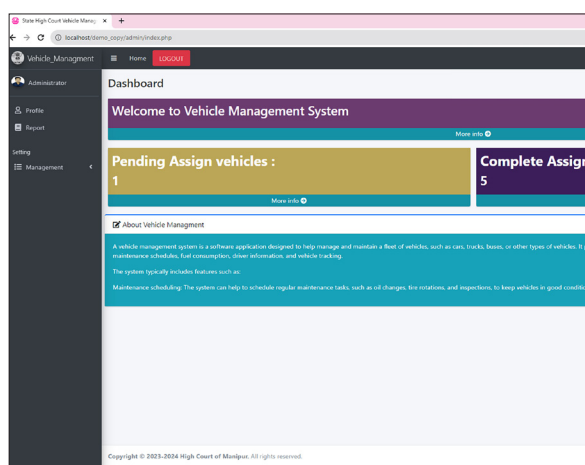 State High Court Vehicle Manag
localhost/demo_copy/admin/index.php
Vehicle_Managment
Home
LOGOUT
Administrator
Dashboard
Profile
Report
Setting
Management
Welcome to Vehicle Management System
More info
Pending Assign vehicles :
1
More info
Complete Assign
5
About Vehicle Managment
A vehicle management system is a software application designed to help manage and maintain a fleet of vehicles, such as cars, trucks, buses, or other types of vehicles. It
maintenance schedules, fuel consumption, driver information, and vehicle tracking.
The system typically includes features such as:
Maintenance scheduling: The system can help to schedule regular maintenance tasks, such as oil changes, tire rotations, and inspections, to keep vehicles in good conditio
Copyright © 2023-2024 High Court of Manipur. All rights reserved.